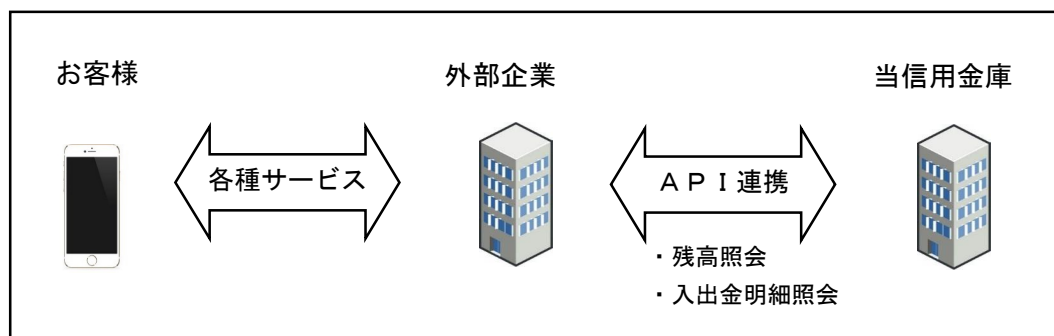 お客様
外部企業
当信用金庫
各種サービス
ＡＰＩ連携
・残高照会
・入出金明細照会